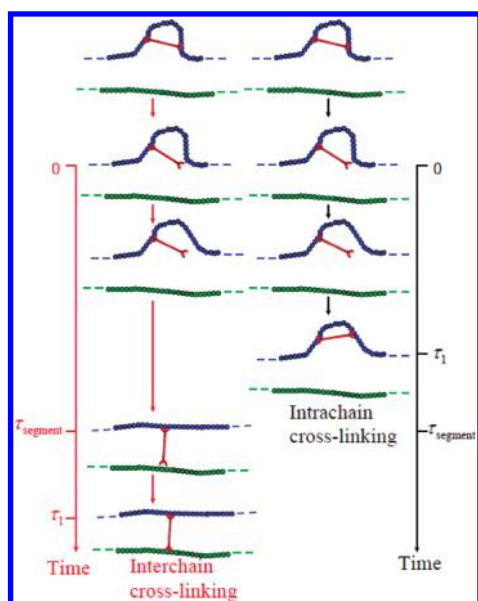 0
0
τ1
Intrachain
cross-linking
τsegment
τsegment
τ1
Time
Interchain
cross-linking
Time